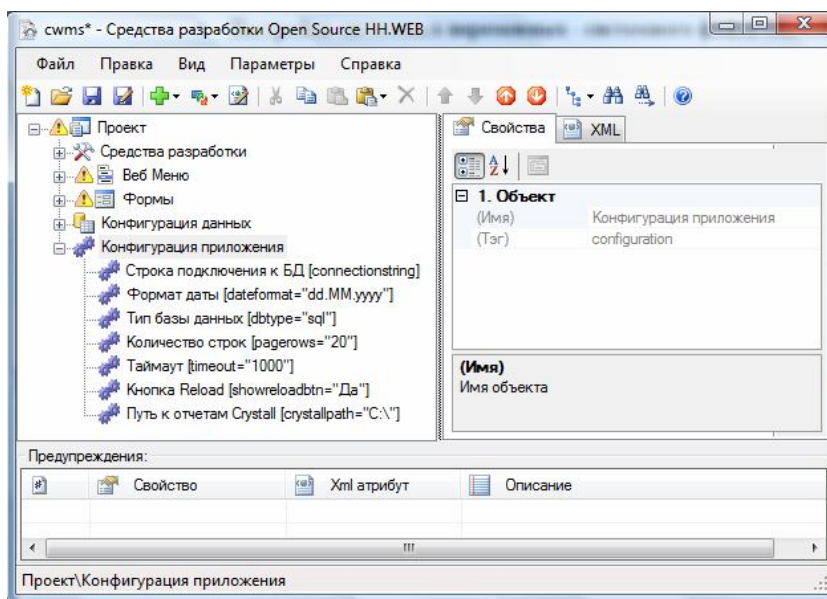 cwms* - Средства разработки Open Source HH.WEB
Файл Правка Вид Параметры Справка
Проект
Средства разработки
Веб Меню
Формы
Конфигурация данных
Конфигурация приложения
Строка подключения к БД [connectionstring]
Формат даты [dateformat="dd.MM.yyyy"]
Тип базы данных [dbtype="sql"]
Количество строк [pagerows="20"]
Таймаут [timeout="1000"]
Кнопка Reload [showreloadbtn="Да"]
Путь к отчетам Crystall [crystallpath="C:\"]
Свойства XML
1. Объект
(Имя) Конфигурация приложения
(Тэг) configuration
(Имя)
Имя объекта
Предупреждения:
# Свойство Xml атрибут Описание
Проект\Конфигурация приложения